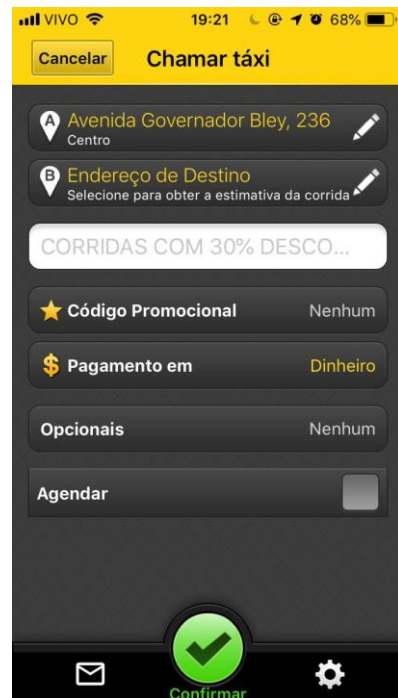 VIVO 19:21 68%
Cancelar Chamar táxi
A Avenida Governador Bley, 236
Centro
B Endereço de Destino
Selecione para obter a estimativa da corrida
CORRIDAS COM 30% DESCO...
Código Promocional Nenhum
$ Pagamento em Dinheiro
Opcionais Nenhum
Agendar
Confirmar